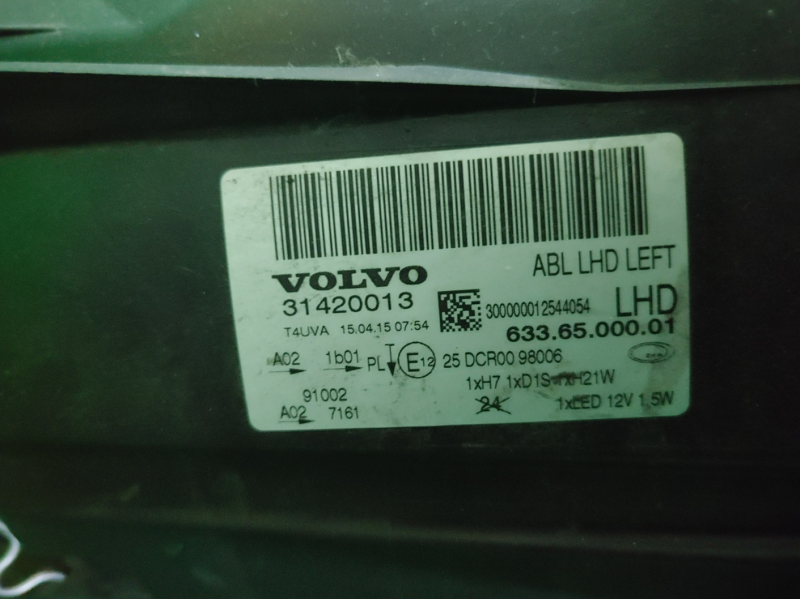 ABL LHD LEFT
VOLVO
31420013
300000012544054
LHD
T4UVA 15.04.15 07:54
633.65.000.01
A02 1b01 PL E12 25 DCR00 98006
1xH7 1xD1S 1xH21W
91002
24 1xLED 12V 1,5W
A02 7161